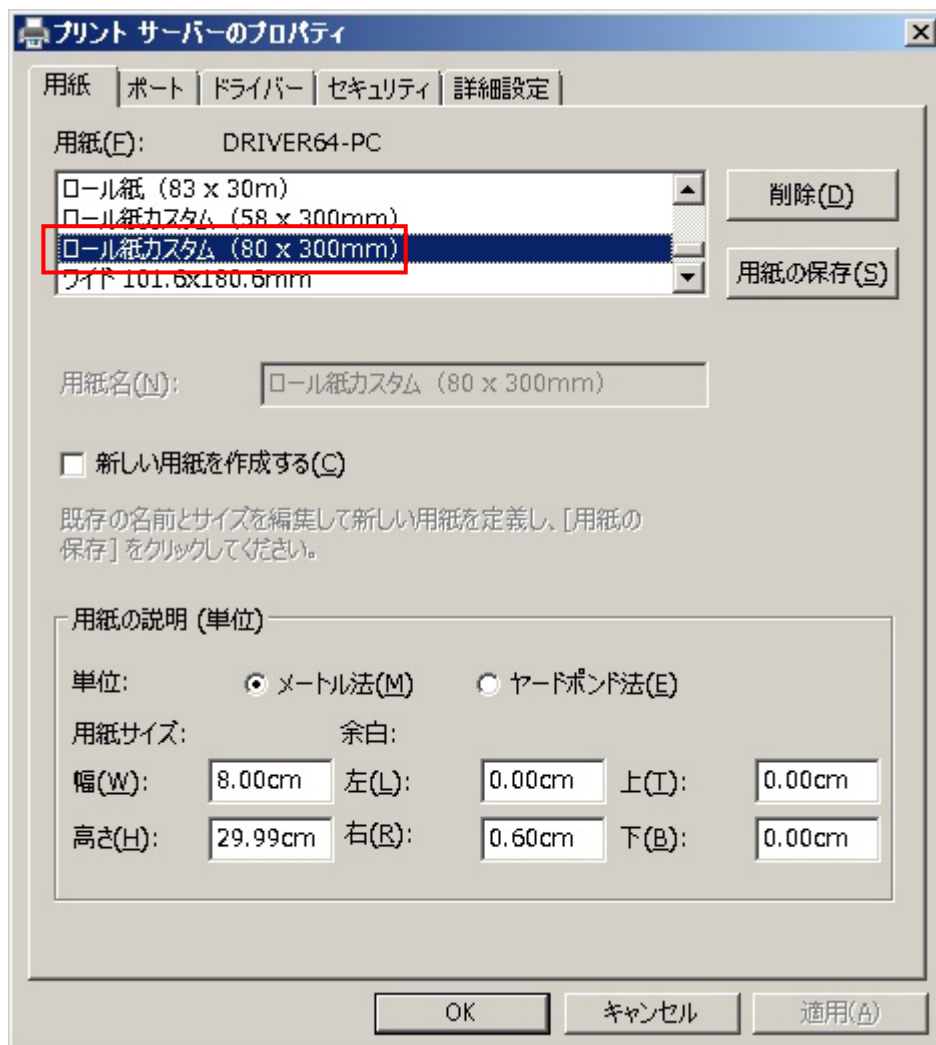 プリント サーバーのプロパティ
用紙 ポート ドライバー セキュリティ 詳細設定
用紙(F): DRIVER64-PC
ロール紙 (83 x 30m)
削除(D)
ロール紙カスタム (58 x 300mm)
ロール紙カスタム (80 x 300mm)
ワイド 101.6x180.6mm
用紙の保存(S)
用紙名(N): ロール紙カスタム (80 x 300mm)
新しい用紙を作成する(C)
既存の名前とサイズを編集して新しい用紙を定義し、[用紙の
保存] をクリックしてください。
用紙の説明 (単位)
単位: メートル法(M) ヤードポンド法(E)
用紙サイズ: 余白:
幅(W): 8.00cm 左(L): 0.00cm 上(T): 0.00cm
高さ(H): 29.99cm 右(R): 0.60cm 下(B): 0.00cm
OK キャンセル 適用(A)